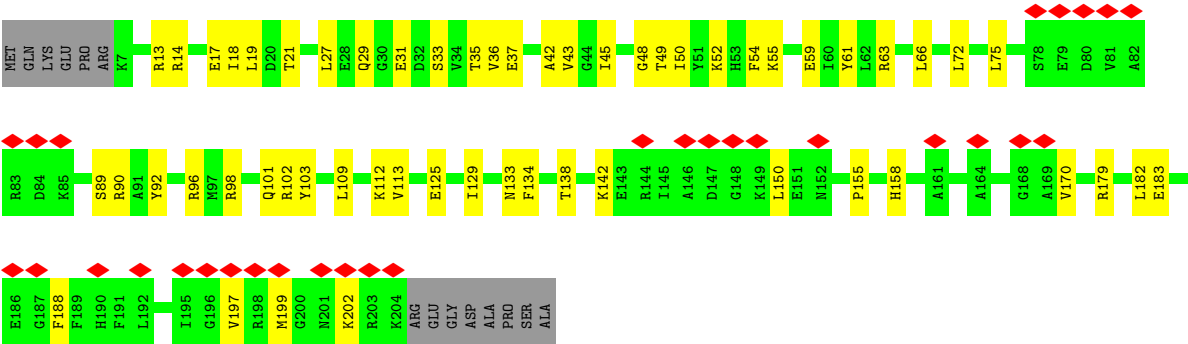 MET GLN LYS GLU PRO ARG K7 R13 R14 E17 I18 L19 D20 T21 L27 E28 Q29 G30 E31 D32 S33 V34 T35 V36 E37 A42 V43 G44 I45 G48 T49 I50 Y51 K52 H53 F54 K55 E59 I60 Y61 L62 R63 L66 L72 L75 S78 E79 D80 V81 A82
R83 D84 K85 S89 R90 A91 Y92 R96 M97 R98 Q101 R102 Y103 L109 K112 V113 E125 I129 N133 F134 T138 K142 E143 R144 I145 A146 D147 G148 K149 L150 E151 N152 P155 H158 A161 A164 G168 A169 V170 R179 L182 E183
E186 G187 F188 F189 H190 F191 L192 I195 G196 V197 R198 M199 G200 N201 K202 R203 K204 ARG GLU GLY ASP ALA PRO SER ALA